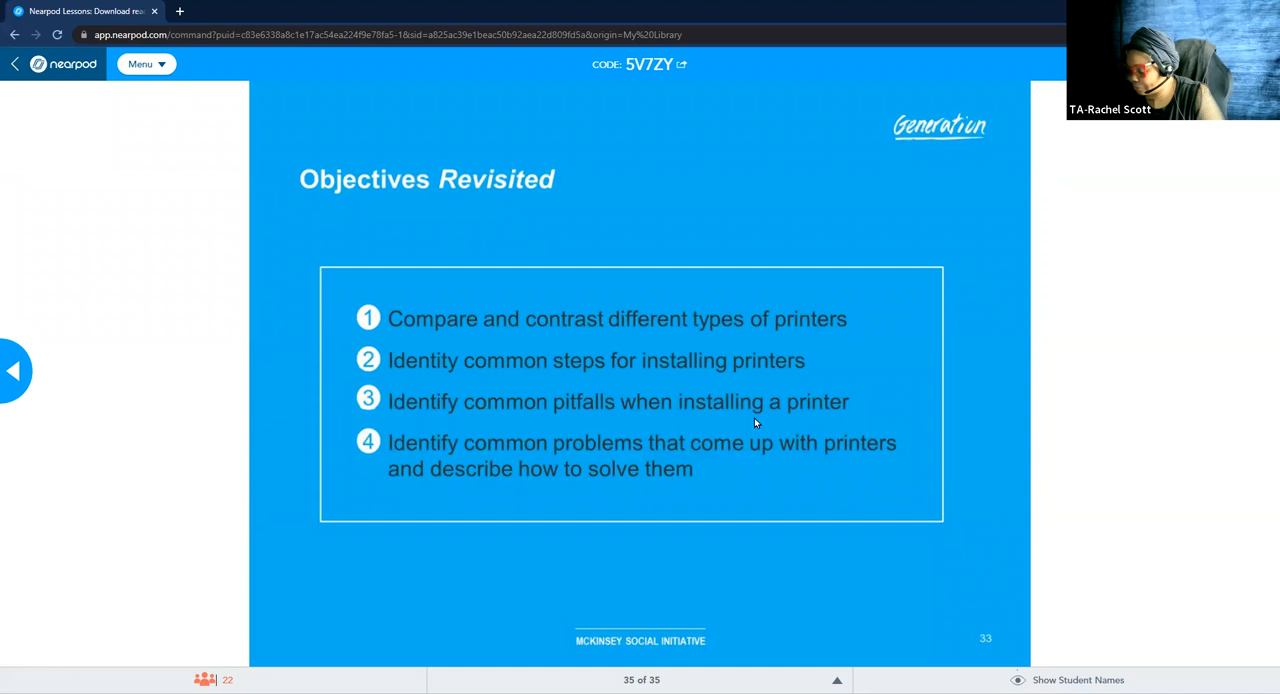 Nearpod Lessons: Download rea
app.nearpod.com/command?puid=c83e6338a8c1e17ac54ea224f9e78fa5-1&sid=a825ac39e1beac50b92aea22d809fd5a&origin=My%20Library
nearpod
Menu
CODE: 5V7ZY
TA-Rachel Scott
Generation
Objectives Revisited
1 Compare and contrast different types of printers
2 Identity common steps for installing printers
3 Identify common pitfalls when installing a printer
4 Identify common problems that come up with printers
and describe how to solve them
MCKINSEY SOCIAL INITIATIVE
33
22
35 of 35
Show Student Names